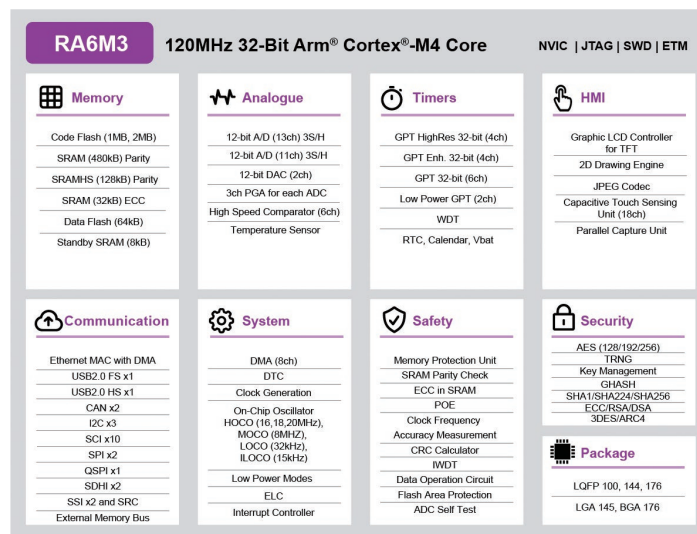 RA6M3
120MHz 32-Bit Arm® Cortex®-M4 Core
NVIC | JTAG | SWD | ETM
Memory
Code Flash (1MB, 2MB)
SRAM (480kB) Parity
SRAMHS (128kB) Parity
SRAM (32kB) ECC
Data Flash (64kB)
Standby SRAM (8kB)
Analogue
12-bit A/D (13ch) 3S/H
12-bit A/D (11ch) 3S/H
12-bit DAC (2ch)
3ch PGA for each ADC
High Speed Comparator (6ch)
Temperature Sensor
Timers
GPT HighRes 32-bit (4ch)
GPT Enh. 32-bit (4ch)
GPT 32-bit (6ch)
Low Power GPT (2ch)
WDT
RTC, Calendar, Vbat
HMI
Graphic LCD Controller
for TFT
2D Drawing Engine
JPEG Codec
Capacitive Touch Sensing
Unit (18ch)
Parallel Capture Unit
Communication
Ethernet MAC with DMA
USB2.0 FS x1
USB2.0 HS x1
CAN x2
I2C x3
SCI x10
SPI x2
QSPI x1
SDHI x2
SSI x2 and SRC
External Memory Bus
System
DMA (8ch)
DTC
Clock Generation
On-Chip Oscillator
HOCO (16,18,20MHz),
MOCO (8MHZ),
LOCO (32kHz),
ILOCO (15kHz)
Low Power Modes
ELC
Interrupt Controller
Safety
Memory Protection Unit
SRAM Parity Check
ECC in SRAM
POE
Clock Frequency
Accuracy Measurement
CRC Calculator
IWDT
Data Operation Circuit
Flash Area Protection
ADC Self Test
Security
AES (128/192/256)
TRNG
Key Management
GHASH
SHA1/SHA224/SHA256
ECC/RSA/DSA
3DES/ARC4
Package
LQFP 100, 144, 176
LGA 145, BGA 176